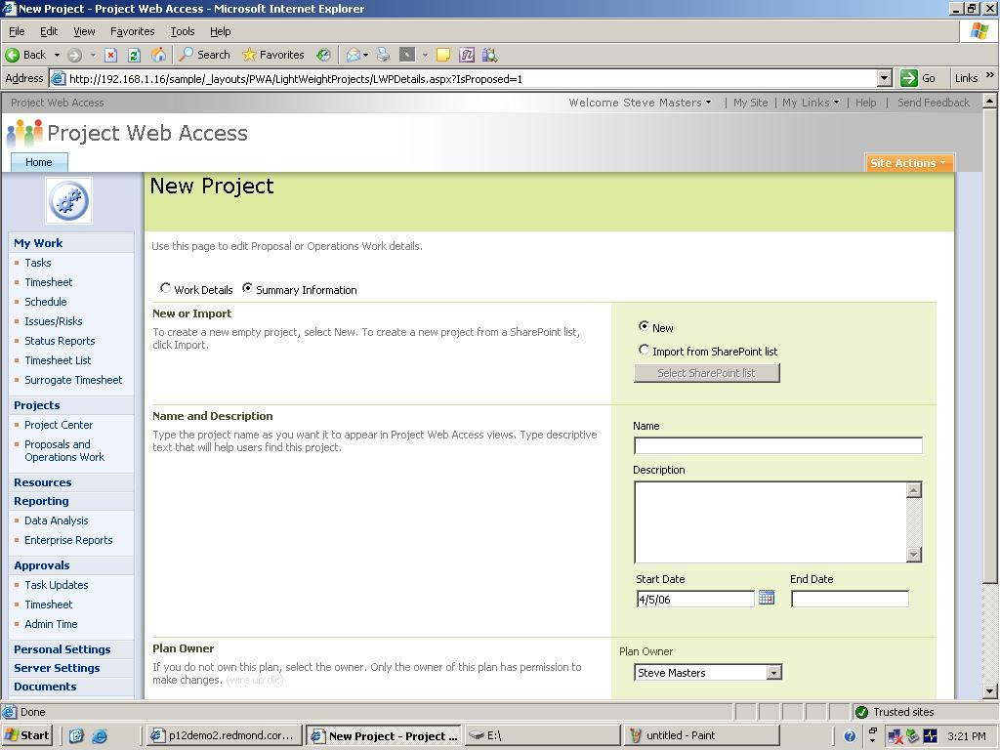 New Project - Project Web Access - Microsoft Internet Explorer
File Edit View Favorites Tools Help
Back Search Favorites
Address http://192.168.1.16/sample/_layouts/PWA/LightWeightProjects/LWPDetails.aspx?IsProposed=1 Go Links »
Project Web Access Welcome Steve Masters | My Site | My Links | Help | Send Feedback
Project Web Access
Home Site Actions
New Project
Use this page to edit Proposal or Operations Work details.
Work Details Summary Information
My Work
Tasks
Timesheet
Schedule
Issues/Risks
Status Reports
Timesheet List
Surrogate Timesheet
Projects
Project Center
Proposals and
Operations Work
Resources
Reporting
Data Analysis
Enterprise Reports
Approvals
Task Updates
Timesheet
Admin Time
Personal Settings
Server Settings
Documents
New or Import
To create a new empty project, select New. To create a new project from a SharePoint list,
click Import.
New
Import from SharePoint list
Select SharePoint list
Name and Description
Type the project name as you want it to appear in Project Web Access views. Type descriptive
text that will help users find this project.
Name
Description
Start Date End Date
4/5/06
Plan Owner
If you do not own this plan, select the owner. Only the owner of this plan has permission to
make changes. (wire up dlc)
Plan Owner
Steve Masters
Done Trusted sites
Start p12demo2.redmond.cor... New Project - Project ... E:\ untitled - Paint 3:21 PM